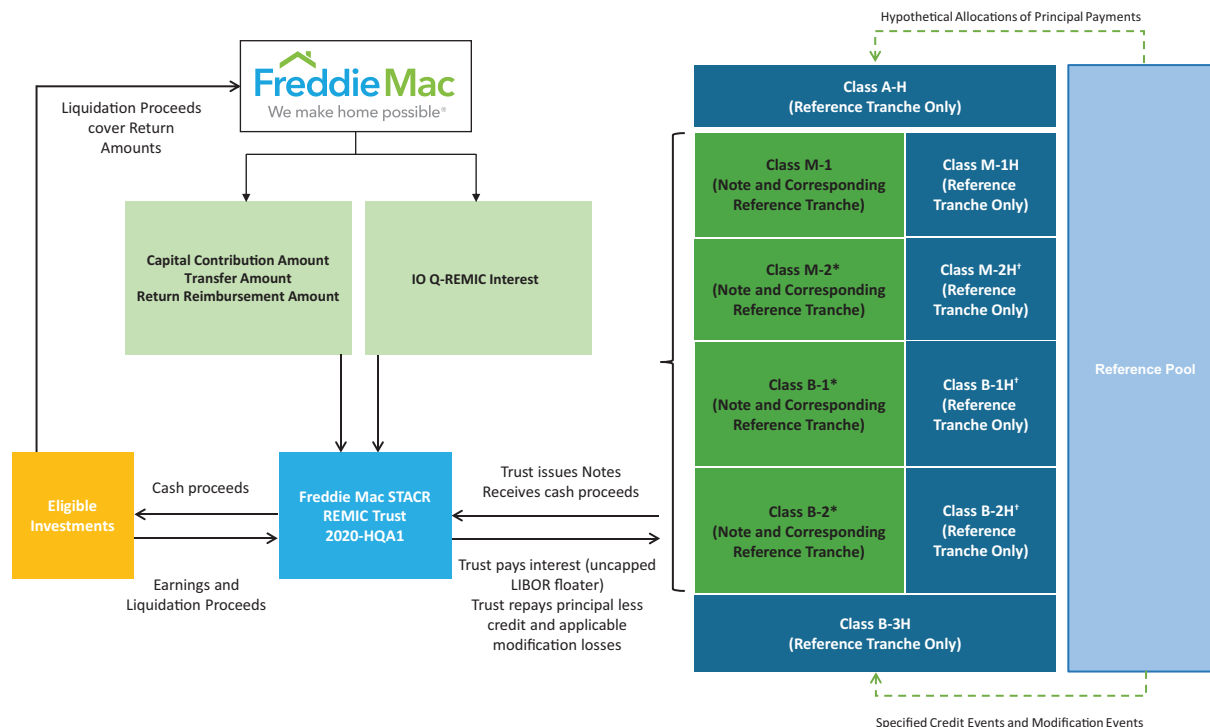 Hypothetical Allocations of Principal Payments
Freddie Mac
We make home possible®
Liquidation Proceeds
cover Return
Amounts
Capital Contribution Amount
Transfer Amount
Return Reimbursement Amount
IO Q-REMIC Interest
Eligible
Investments
Cash proceeds
Earnings and
Liquidation Proceeds
Freddie Mac STACR
REMIC Trust
2020-HQA1
Trust issues Notes
Receives cash proceeds
Trust pays interest (uncapped
LIBOR floater)
Trust repays principal less
credit and applicable
modification losses
Class A-H
(Reference Tranche Only)
Class M-1
(Note and Corresponding
Reference Tranche)
Class M-1H
(Reference
Tranche Only)
Class M-2*
(Note and Corresponding
Reference Tranche)
Class M-2H†
(Reference
Tranche Only)
Class B-1*
(Note and Corresponding
Reference Tranche)
Class B-1H†
(Reference
Tranche Only)
Class B-2*
(Note and Corresponding
Reference Tranche)
Class B-2H†
(Reference
Tranche Only)
Class B-3H
(Reference Tranche Only)
Reference Pool
Specified Credit Events and Modification Events